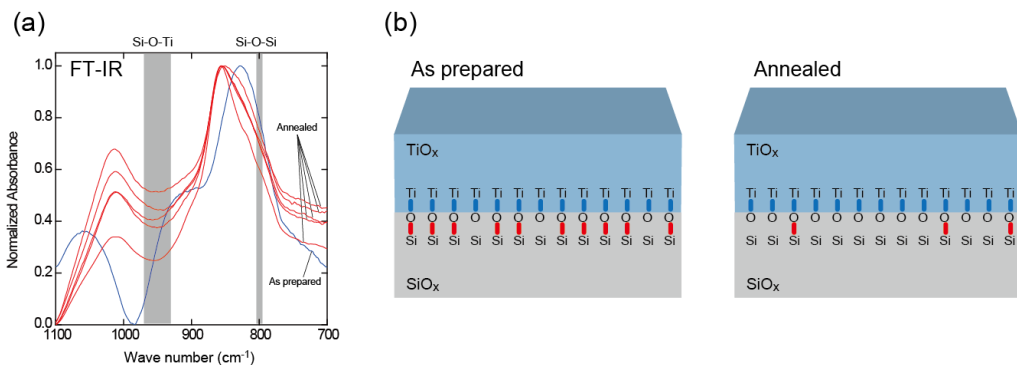 (a)
Si-O-Ti Si-O-Si
FT-IR
Normalized Absorbance
1.0
0.8
0.6
0.4
0.2
0.0
Annealed
As prepared
1100 1000 900 800 700
Wave number (cm⁻¹)
(b)
As prepared
TiOₓ
Ti Ti Ti Ti Ti Ti Ti Ti Ti Ti Ti Ti Ti
O O O O O O O O O O O O O
Si Si Si Si Si Si Si Si Si Si Si Si Si
SiOₓ
Annealed
TiOₓ
Ti Ti Ti Ti Ti Ti Ti Ti Ti Ti Ti Ti Ti
O O O O O O O O O O O O O
Si Si Si Si Si Si Si Si Si Si Si Si Si
SiOₓ